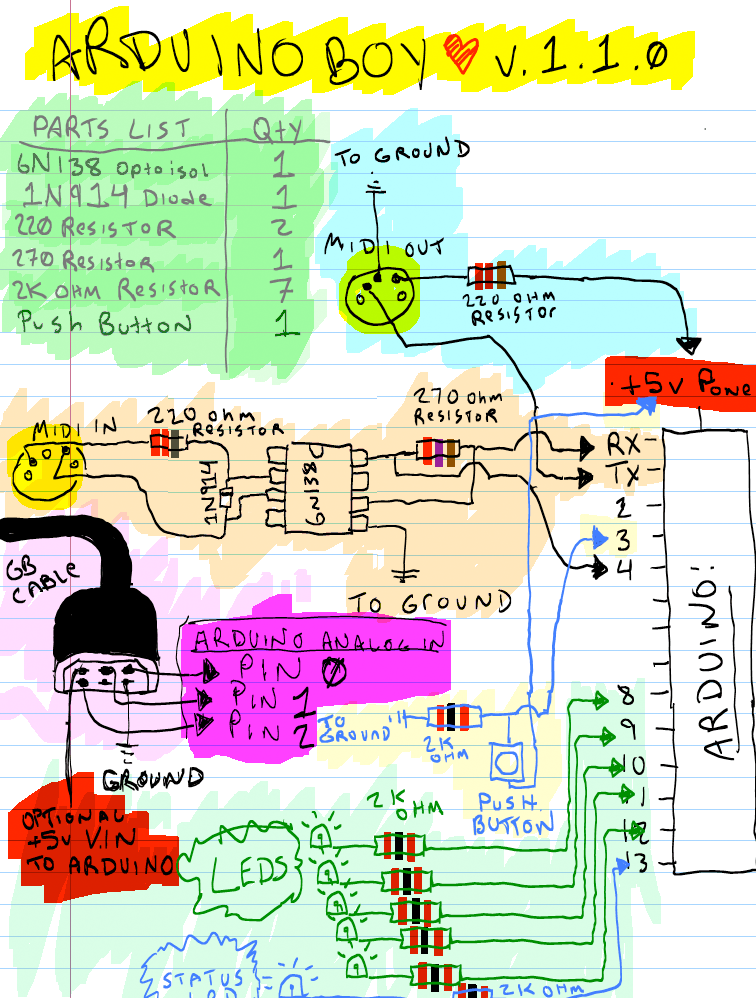 ARDUINOBOY ♥ v.1.1.0
PARTS LIST QTY
6N138 Optoisol 1
1N914 Diode 1
220 RESISTOR 2
270 RESISTOR 1
2K OHM RESISTOR 7
PUSH BUTTON 1
TO GROUND
MIDI OUT
220 OHM
RESISTOR
+5v
270 ohm
RESISTOR
MIDI IN
220 ohm
RESISTOR
1N914
6N138
RX
TX
2
3
4
TO GROUND
ARDUINO:
GB
CABLE
ARDUINO ANALOG IN
PIN 0
PIN 1
PIN 2
GROUND
TO
GROUND
2K
OHM
PUSH
BUTTON
8
9
10
1
12
13
OPTIONAL
+5v V.IN
TO ARDUINO
LEDS
2K
OHM
STATUS
LED
2K OHM